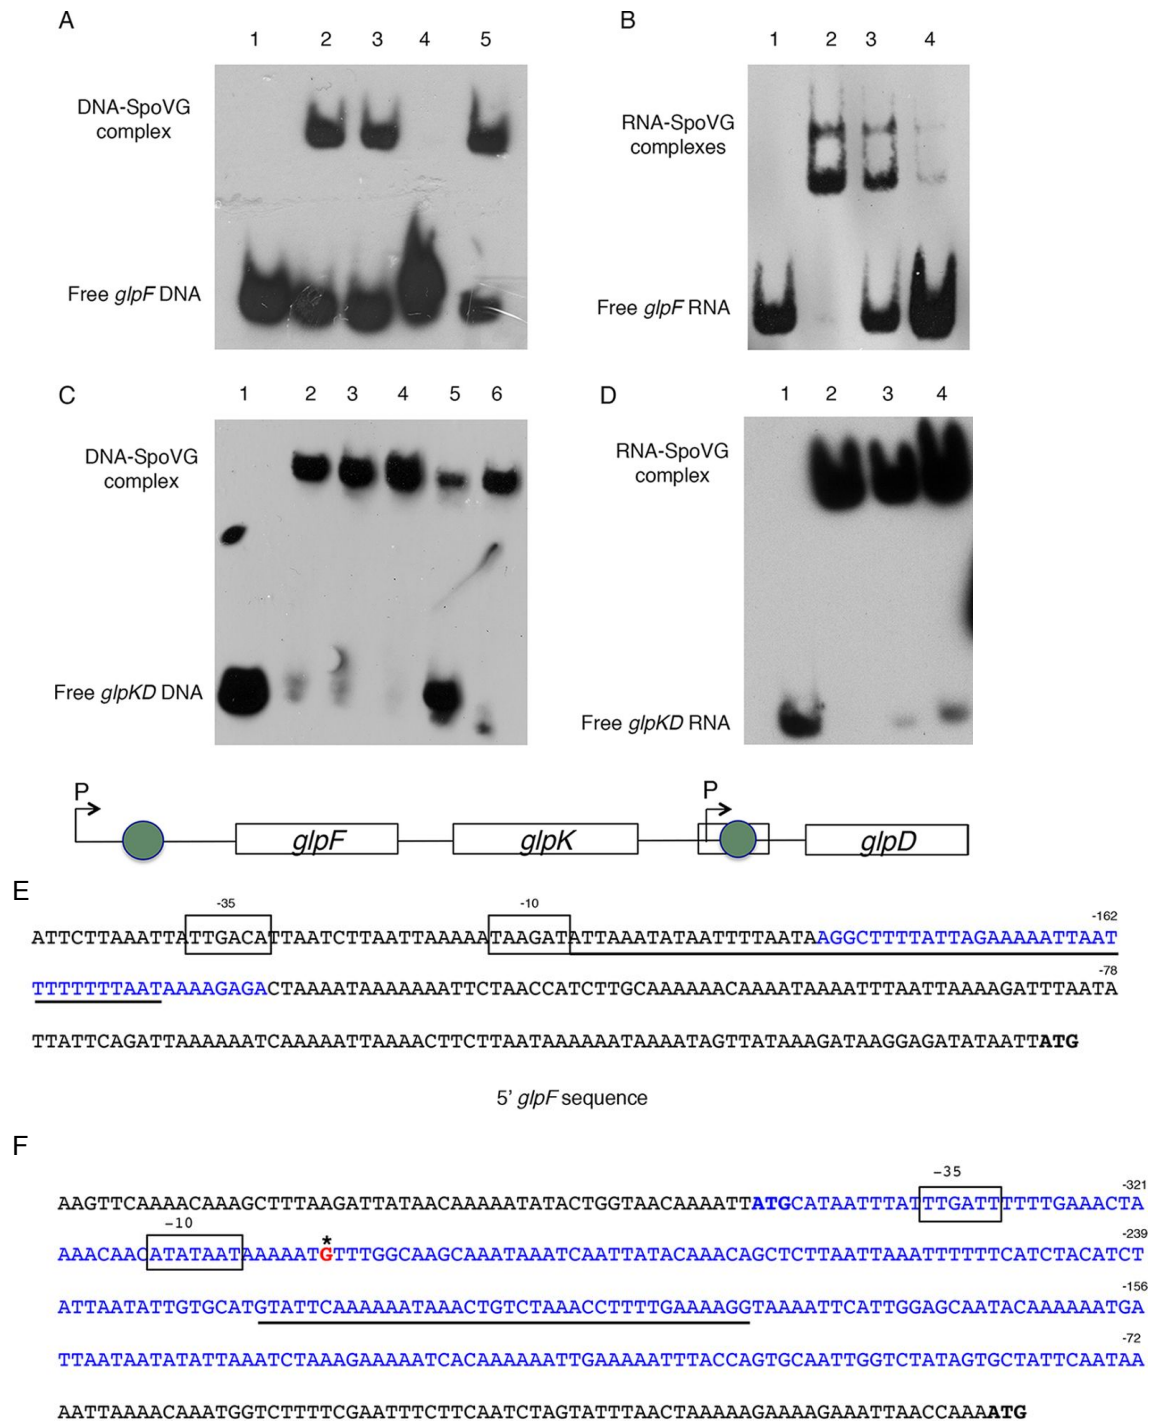 A
1 2 3 4 5
DNA-SpoVG
complex
Free glpF DNA
B
1 2 3 4
RNA-SpoVG
complexes
Free glpF RNA
C
1 2 3 4 5 6
DNA-SpoVG
complex
Free glpKD DNA
D
1 2 3 4
RNA-SpoVG
complex
Free glpKD RNA
P P
glpF glpK glpD
E
-35 -10 -162
ATTCTTAAATTATTGACATTAATCTTAATTAAAAATAAGATATTAAATATAATTTTAATAAGGCTTTTATTAGAAAAATTAAT
-78
TTTTTTTAATAAAAGAGACTAAAATAAAAAAATTCTAACCATCTTGCAAAAAACAAAATAAAATTTAATTAAAAGATTTAATA
TTATTCAGATTAAAAAATCAAAAATTAAAACTTCTTAATAAAAAATAAAATAGTTATAAAGATAAGGAGATATAATTATG
5' glpF sequence
F
-35 -321
AAGTTCAAAACAAAGCTTTAAGATTATAACAAAAATATACTGGTAACAAAATTATGCATAATTTATTTGATTTTTTGAAACTA
-10 * -239
AAACAACATATAATAAAAATGTTTGGCAAGCAAATAAATCAATTATACAAACAGCTCTTAATTAAATTTTTTCATCTACATCT
-156
ATTAATATTGTGCATGTATTCAAAAAATAAACTGTCTAAACCTTTTGAAAAGGTAAAATTCATTGGAGCAATACAAAAAATGA
-72
TTAATAATATATTAAATCTAAAGAAAAATCACAAAAAATTGAAAAATTTACCAGTGCAATTGGTCTATAGTGCTATTCAATAA
AATTAAAACAAATGGTCTTTTCGAATTTCTTCAATCTAGTATTTAACTAAAAAGAAAAGAAATTAACCAAAATG